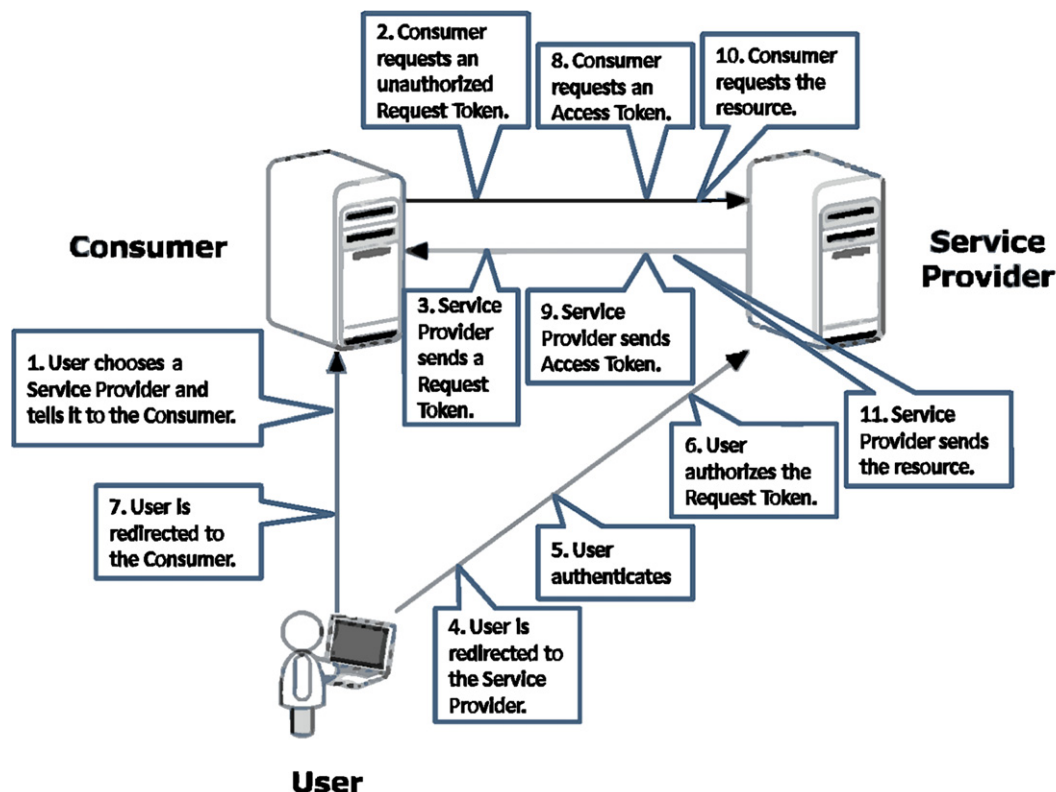 2. Consumer
requests an
unauthorized
Request Token.
8. Consumer
requests an
Access Token.
10. Consumer
requests the
resource.
Consumer
Service
Provider
3. Service
Provider
sends a
Request
Token.
9. Service
Provider sends
Access Token.
1. User chooses a
Service Provider and
tells it to the Consumer.
11. Service
Provider sends
the resource.
6. User
authorizes the
Request Token.
7. User is
redirected to
the Consumer.
5. User
authenticates
4. User is
redirected to
the Service
Provider.
User